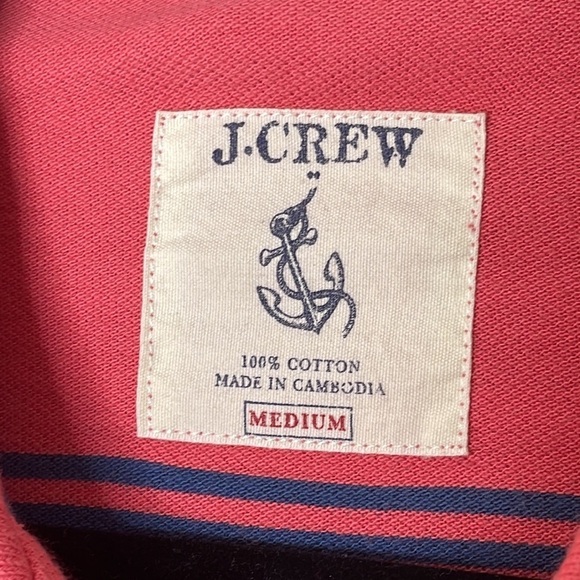 J.CREW
100% COTTON
MADE IN CAMBODIA
MEDIUM